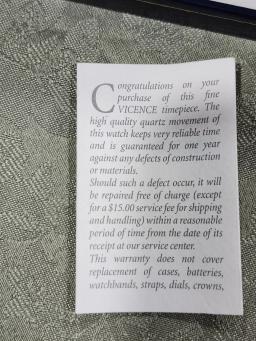 Congratulations on your
purchase of this fine
VICENCE timepiece. The
high quality quartz movement of
this watch keeps very reliable time
and is guaranteed for one year
against any defects of construction
or materials.
Should such a defect occur, it will
be repaired free of charge (except
for a $15.00 service fee for shipping
and handling) within a reasonable
period of time from the date of its
receipt at our service center.
This warranty does not cover
replacement of cases, batteries,
watchbands, straps, dials, crowns,